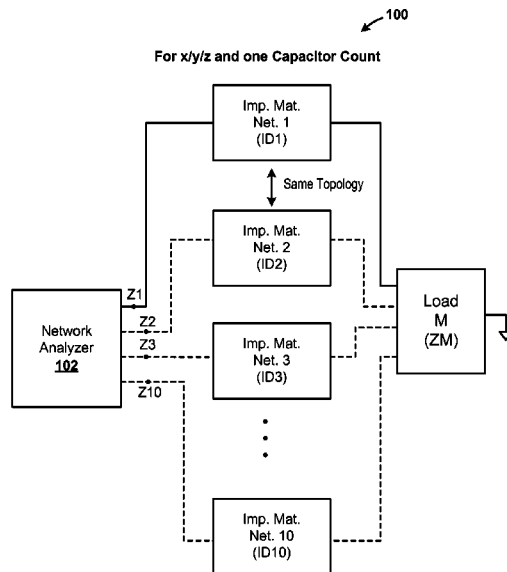 100
For x/y/z and one Capacitor Count
Imp. Mat.
Net. 1
(ID1)
Same Topology
Imp. Mat.
Net. 2
(ID2)
Z1
Z2
Z3
Z10
Network
Analyzer
102
Imp. Mat.
Net. 3
(ID3)
Load
M
(ZM)
Imp. Mat.
Net. 10
(ID10)